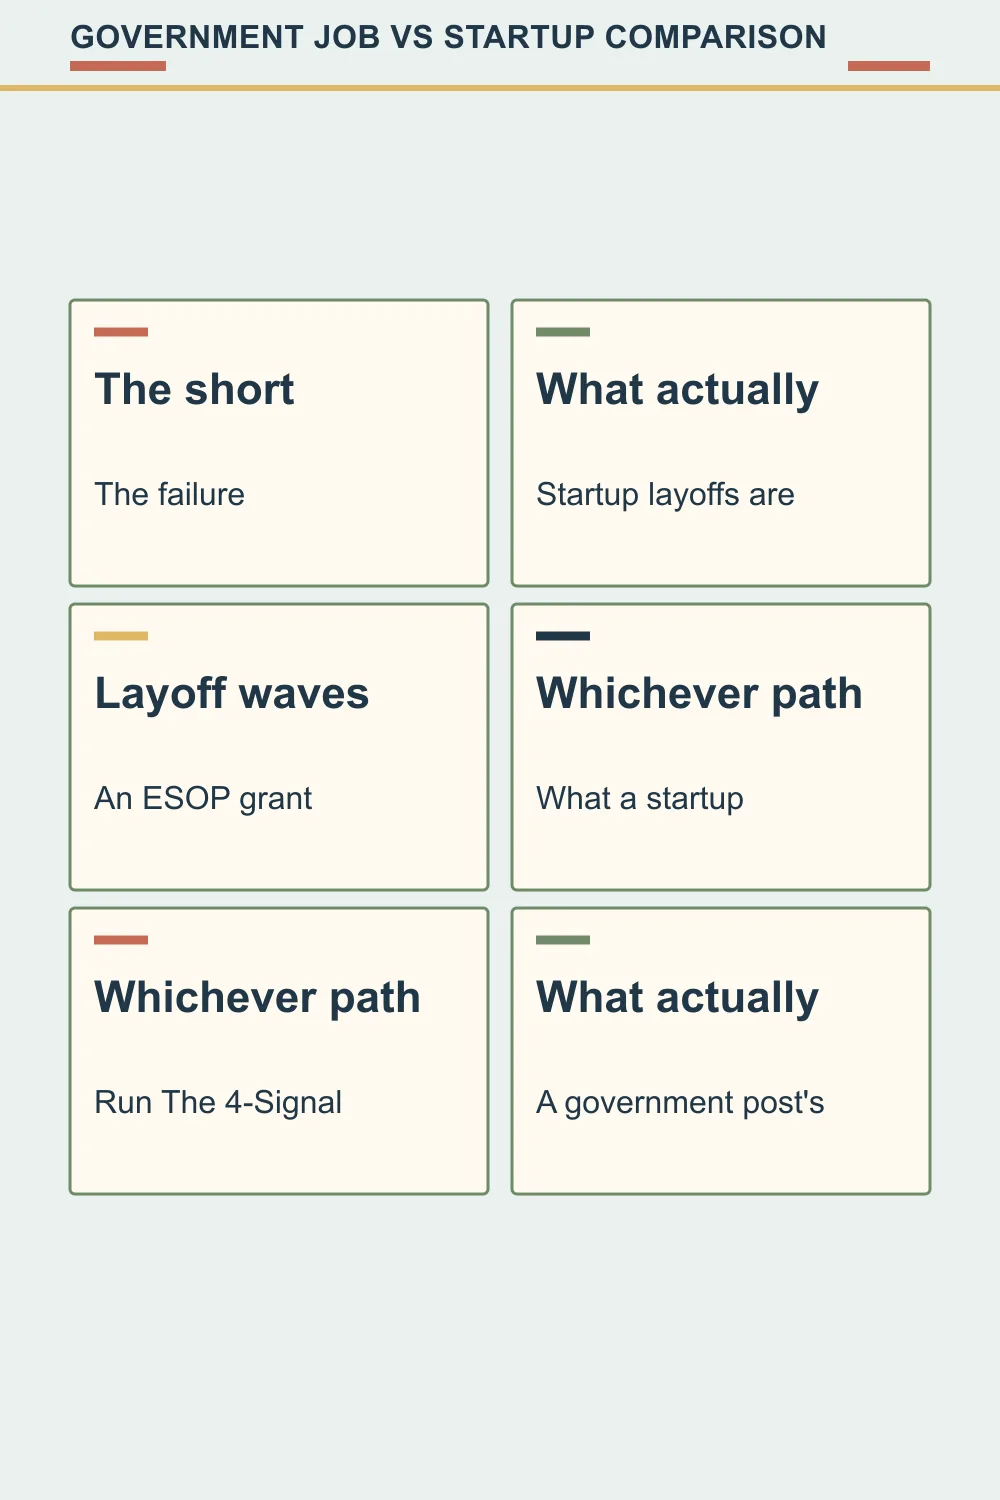 GOVERNMENT JOB VS STARTUP COMPARISON
The short
The failure
What actually
Startup layoffs are
Layoff waves
An ESOP grant
Whichever path
What a startup
Whichever path
Run The 4-Signal
What actually
A government post's